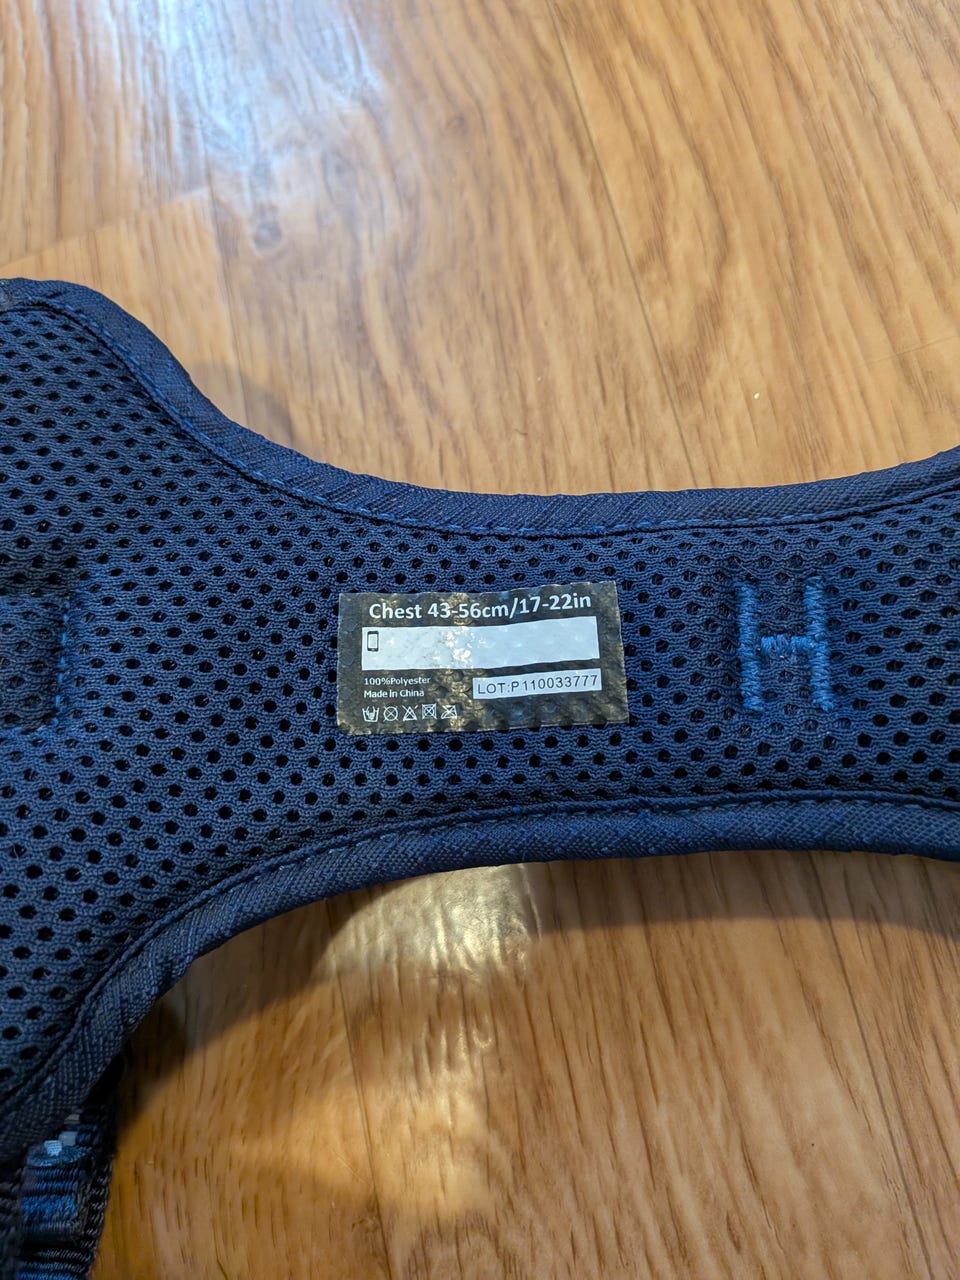 Chest 43-56cm/17-22in
100%Polyester
Made in China
LOT:P110033777